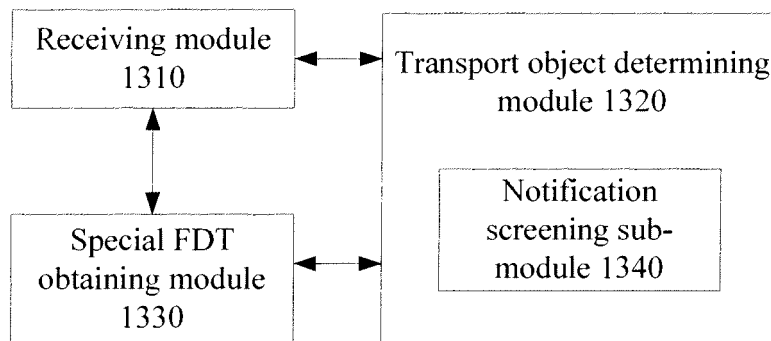 Receiving module
1310
Transport object determining
module 1320
Notification
screening sub-
module 1340
Special FDT
obtaining module
1330